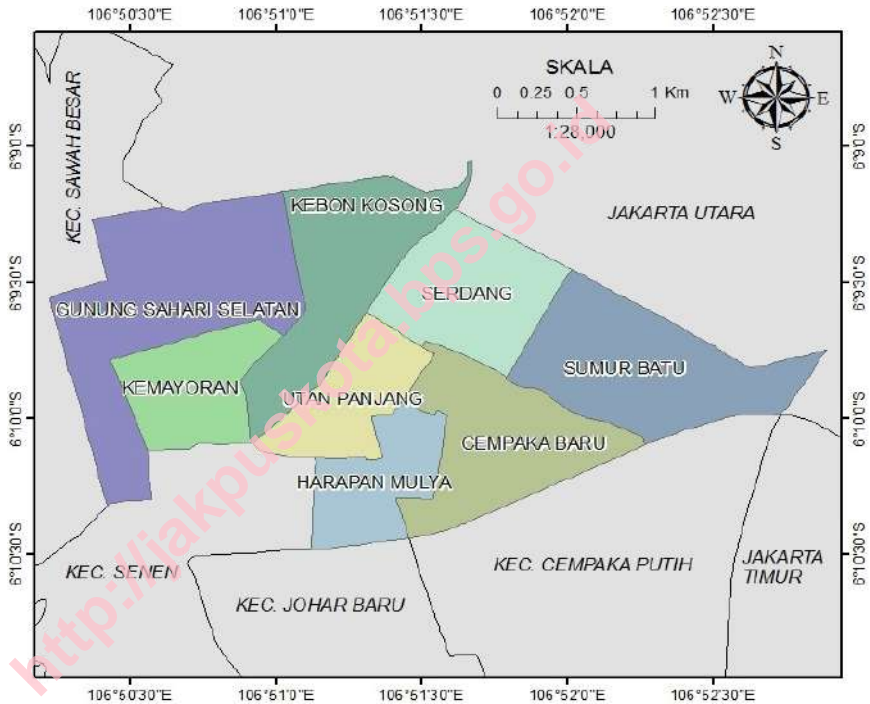 106°50'30"E 106°51'0"E 106°51'30"E 106°52'0"E 106°52'30"E
SKALA
0 0.25 0.5 1 Km
1:28,000
N
W E
S
6°9'0"S 6°9'0"S
KEC. SAWAH BESAR
KEBON KOSONG
JAKARTA UTARA
6°9'30"S 6°9'30"S
SERDANG
GUNUNG SAHARI SELATAN
SUMUR BATU
KEMAYORAN
UTAN PANJANG
6°10'0"S 6°10'0"S
CEMPAKA BARU
HARAPAN MULYA
6°10'30"S 6°10'30"S
KEC. SENEN
KEC. CEMPAKA PUTIH
JAKARTA
TIMUR
KEC. JOHAR BARU
http://jakpuskota.bps.go.id
106°50'30"E 106°51'0"E 106°51'30"E 106°52'0"E 106°52'30"E